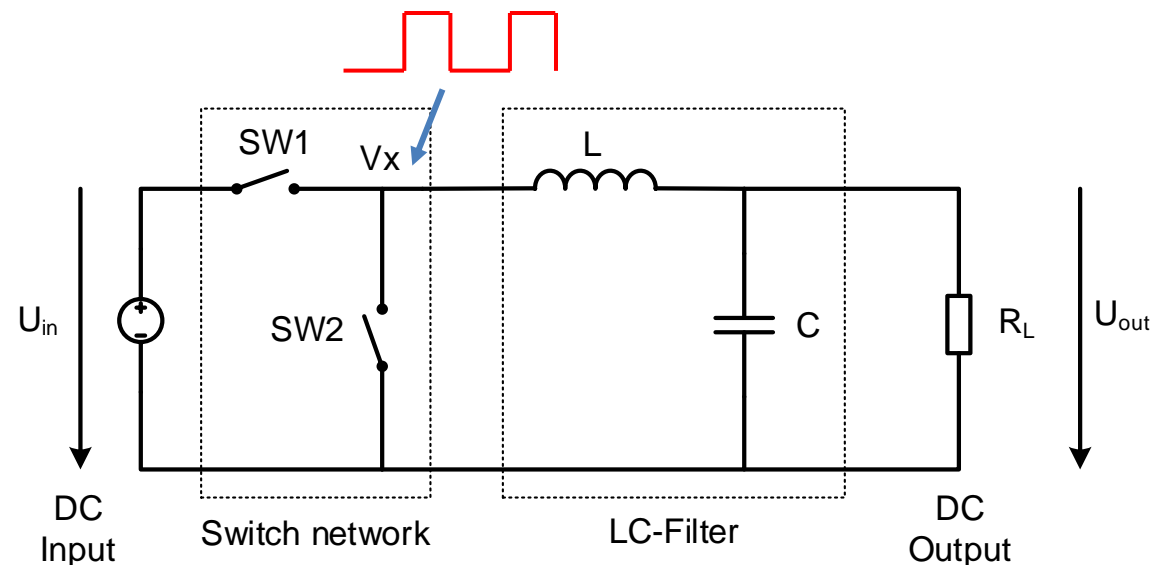 SW1
Vx
L
Uin
+
-
SW2
C
RL
Uout
DC
Input
Switch network
LC-Filter
DC
Output